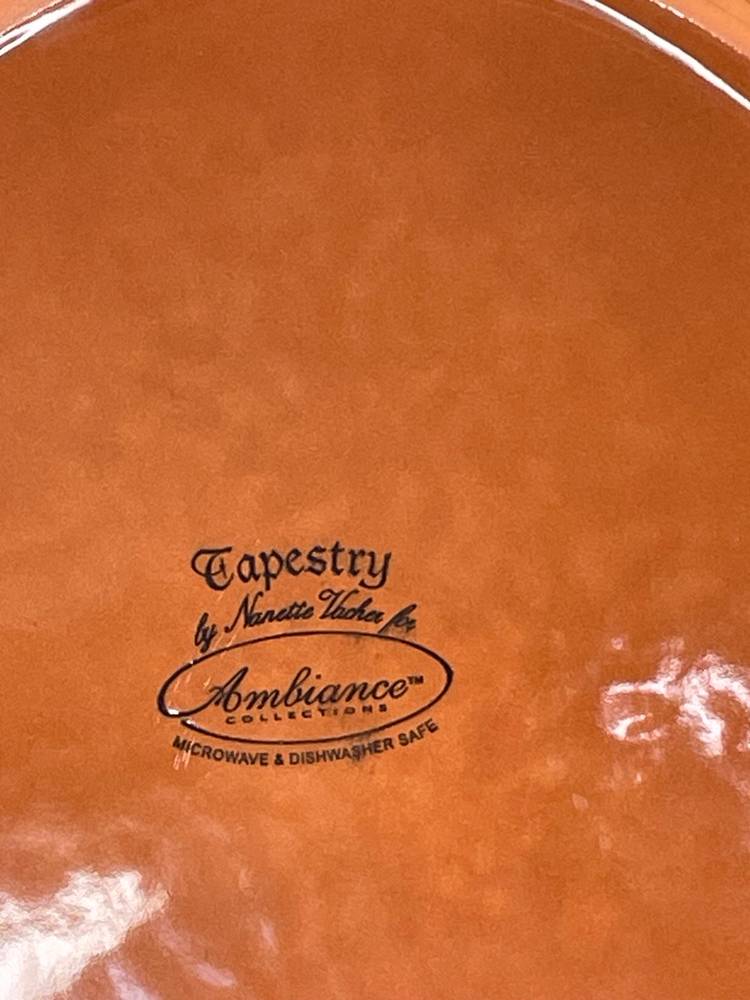 Tapestry
by Nanette Vacher for
Ambiance™
COLLECTIONS
MICROWAVE & DISHWASHER SAFE